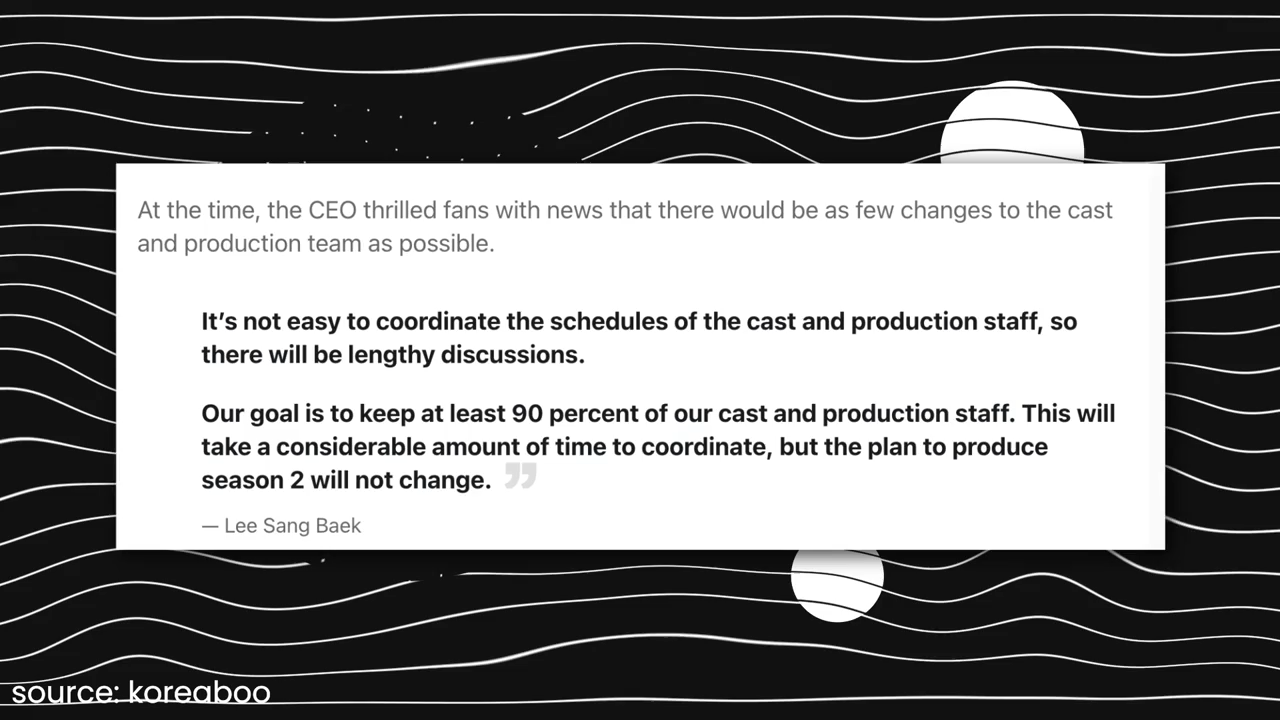 At the time, the CEO thrilled fans with news that there would be as few changes to the cast
and production team as possible.
It’s not easy to coordinate the schedules of the cast and production staff, so
there will be lengthy discussions.
Our goal is to keep at least 90 percent of our cast and production staff. This will
take a considerable amount of time to coordinate, but the plan to produce
season 2 will not change. ”
— Lee Sang Baek
source: koreaboo